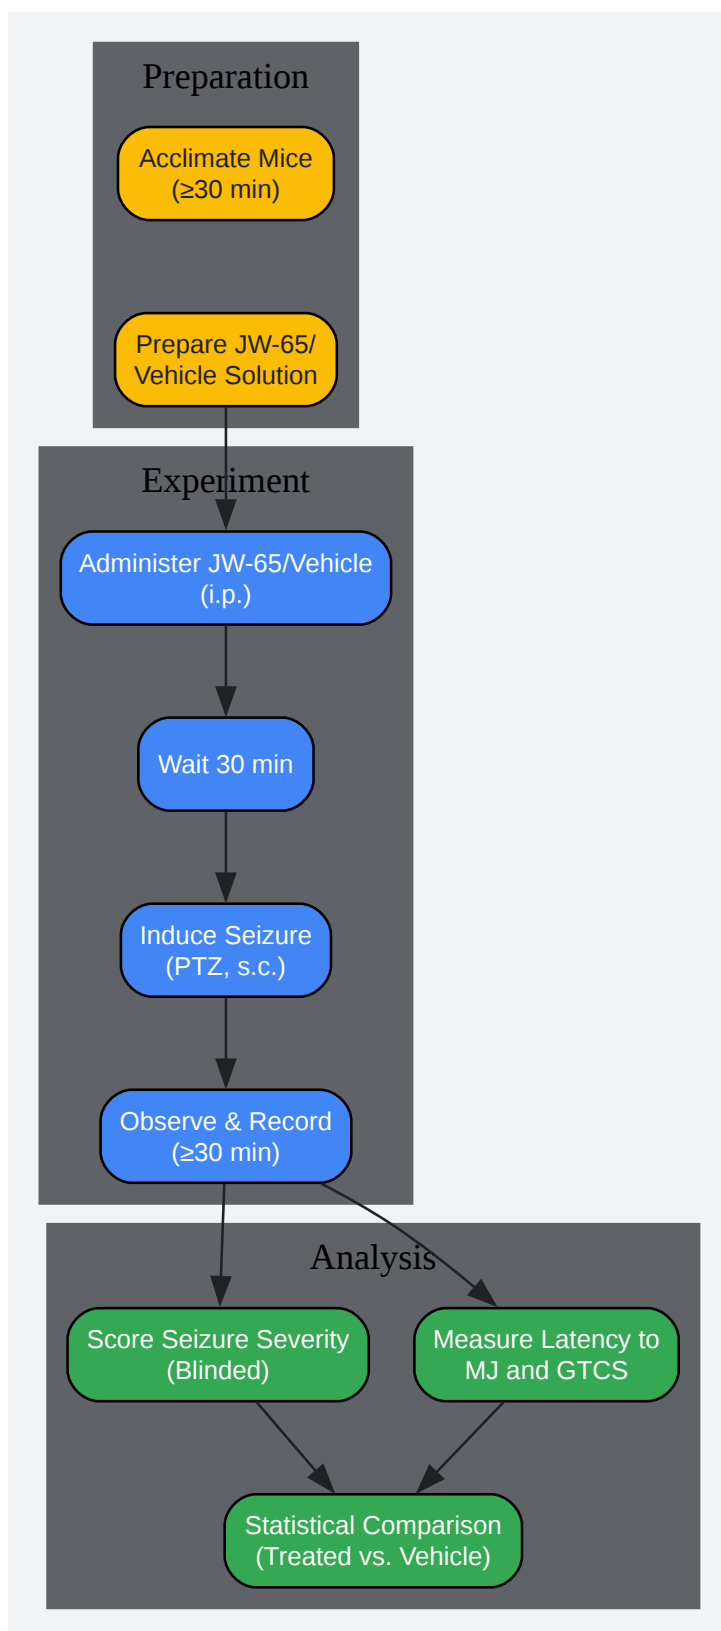 Preparation
Acclimate Mice
(≥30 min)
Prepare JW-65/
Vehicle Solution
Experiment
Administer JW-65/Vehicle
(i.p.)
Wait 30 min
Induce Seizure
(PTZ, s.c.)
Observe & Record
(≥30 min)
Analysis
Score Seizure Severity
(Blinded)
Measure Latency to
MJ and GTCS
Statistical Comparison
(Treated vs. Vehicle)